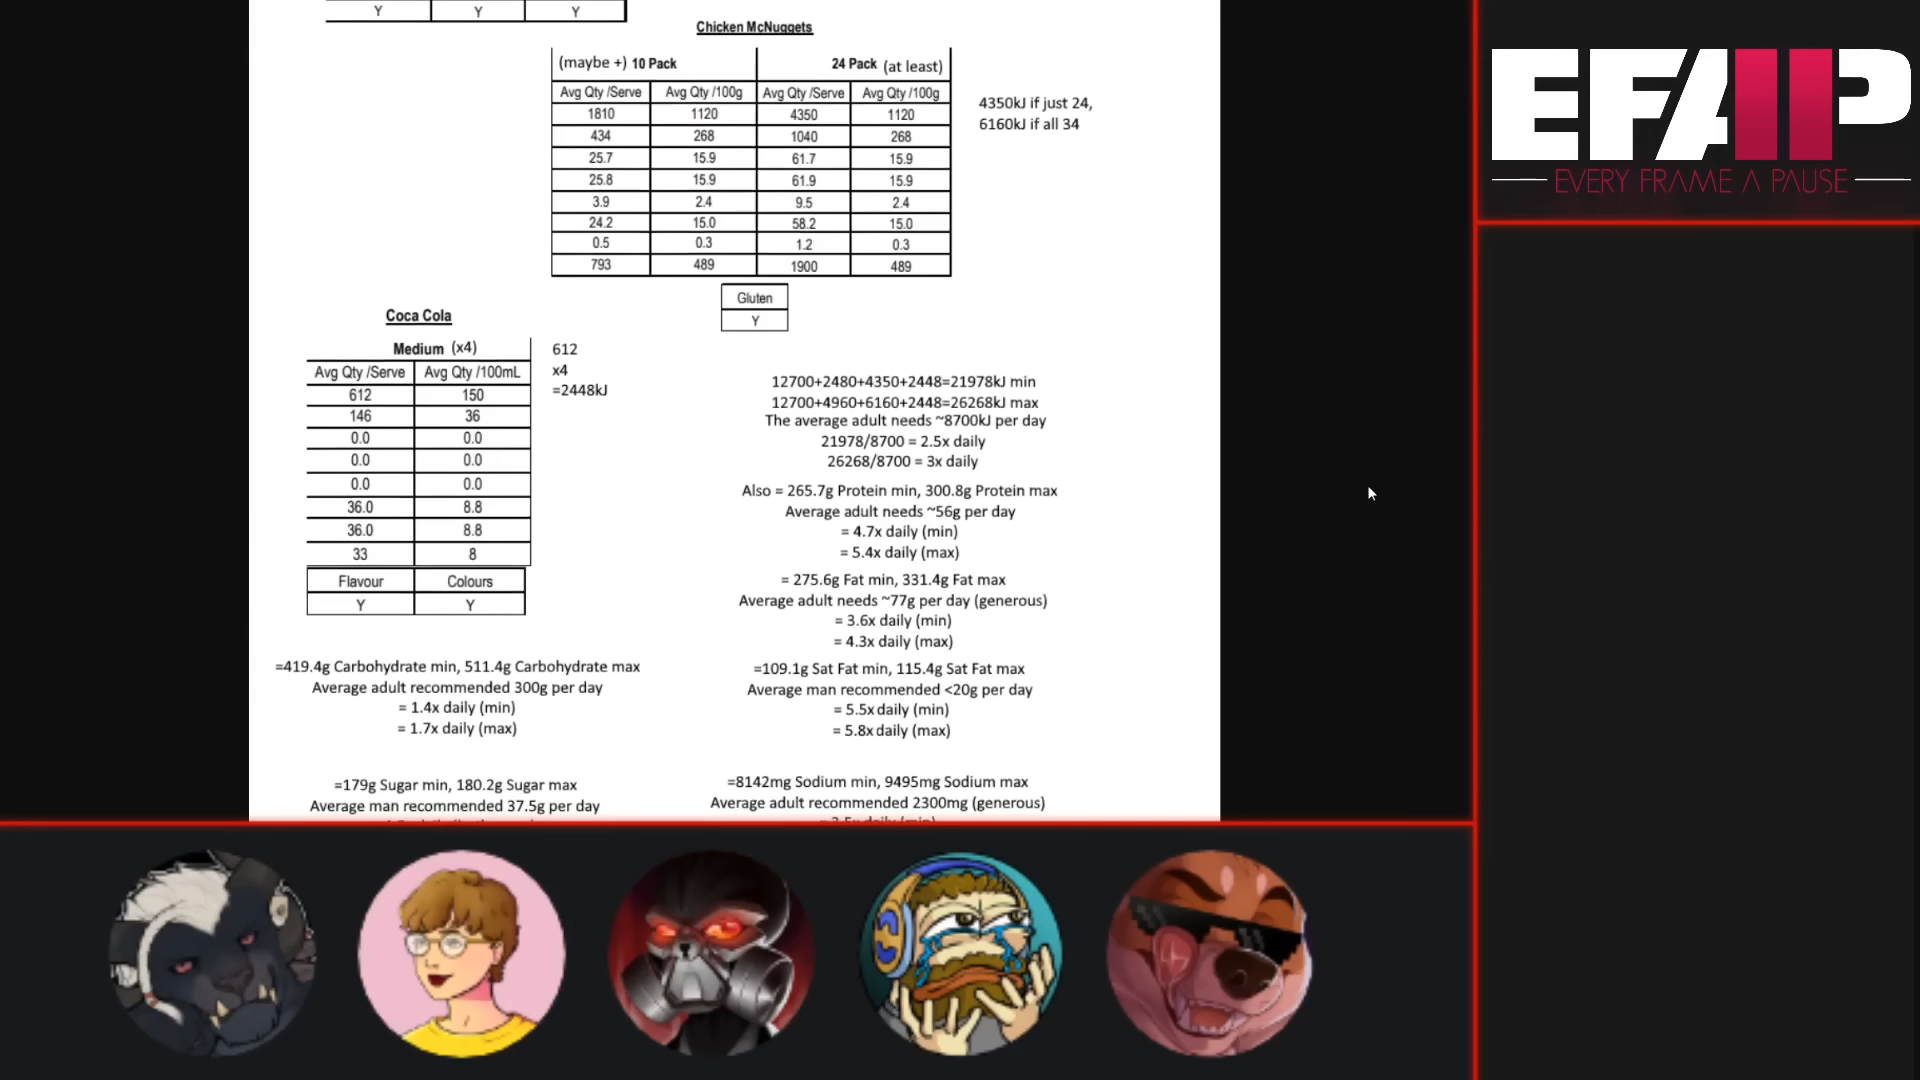 Y Y Y
Chicken McNuggets
(maybe +) 10 Pack 24 Pack (at least)
Avg Qty /Serve Avg Qty /100g Avg Qty /Serve Avg Qty /100g
1810 1120 4350 1120
434 268 1040 268
25.7 15.9 61.7 15.9
25.8 15.9 61.9 15.9
3.9 2.4 9.5 2.4
24.2 15.0 58.2 15.0
0.5 0.3 1.2 0.3
793 489 1900 489
4350kJ if just 24,
6160kJ if all 34
Gluten
Y
Coca Cola
Medium (x4)
Avg Qty /Serve Avg Qty /100mL
612 150
146 36
0.0 0.0
0.0 0.0
0.0 0.0
36.0 8.8
36.0 8.8
33 8
Flavour Colours
Y Y
612
x4
=2448kJ
12700+2480+4350+2448=21978kJ min
12700+4960+6160+2448=26268kJ max
The average adult needs ~8700kJ per day
21978/8700 = 2.5x daily
26268/8700 = 3x daily
Also = 265.7g Protein min, 300.8g Protein max
Average adult needs ~56g per day
= 4.7x daily (min)
= 5.4x daily (max)
= 275.6g Fat min, 331.4g Fat max
Average adult needs ~77g per day (generous)
= 3.6x daily (min)
= 4.3x daily (max)
=419.4g Carbohydrate min, 511.4g Carbohydrate max
Average adult recommended 300g per day
= 1.4x daily (min)
= 1.7x daily (max)
=109.1g Sat Fat min, 115.4g Sat Fat max
Average man recommended <20g per day
= 5.5x daily (min)
= 5.8x daily (max)
=179g Sugar min, 180.2g Sugar max
Average man recommended 37.5g per day
=8142mg Sodium min, 9495mg Sodium max
Average adult recommended 2300mg (generous)
EFAP
EVERY FRAME A PAUSE